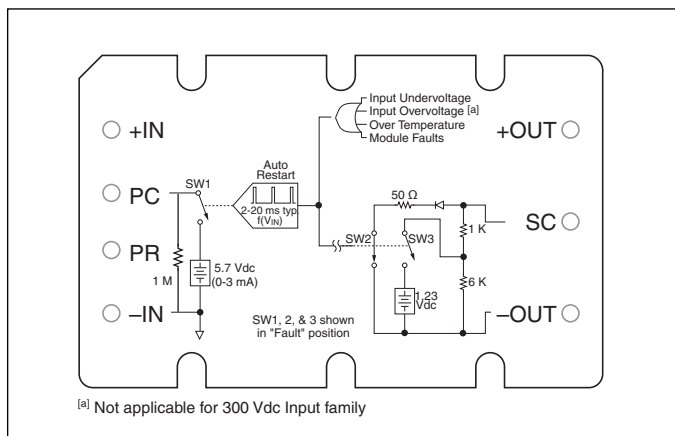 Input Undervoltage
Input Overvoltage [a]
Over Temperature
Module Faults
+IN
+OUT
Auto
Restart
PC
SW1
2-20 ms typ.
f(VIN)
50 Ω
SC
1 K
PR
SW2
SW3
1 M
5.7 Vdc
(0-3 mA)
6 K
1.23
Vdc
–IN
SW1, 2, & 3 shown
in "Fault" position
–OUT
[a] Not applicable for 300 Vdc Input family